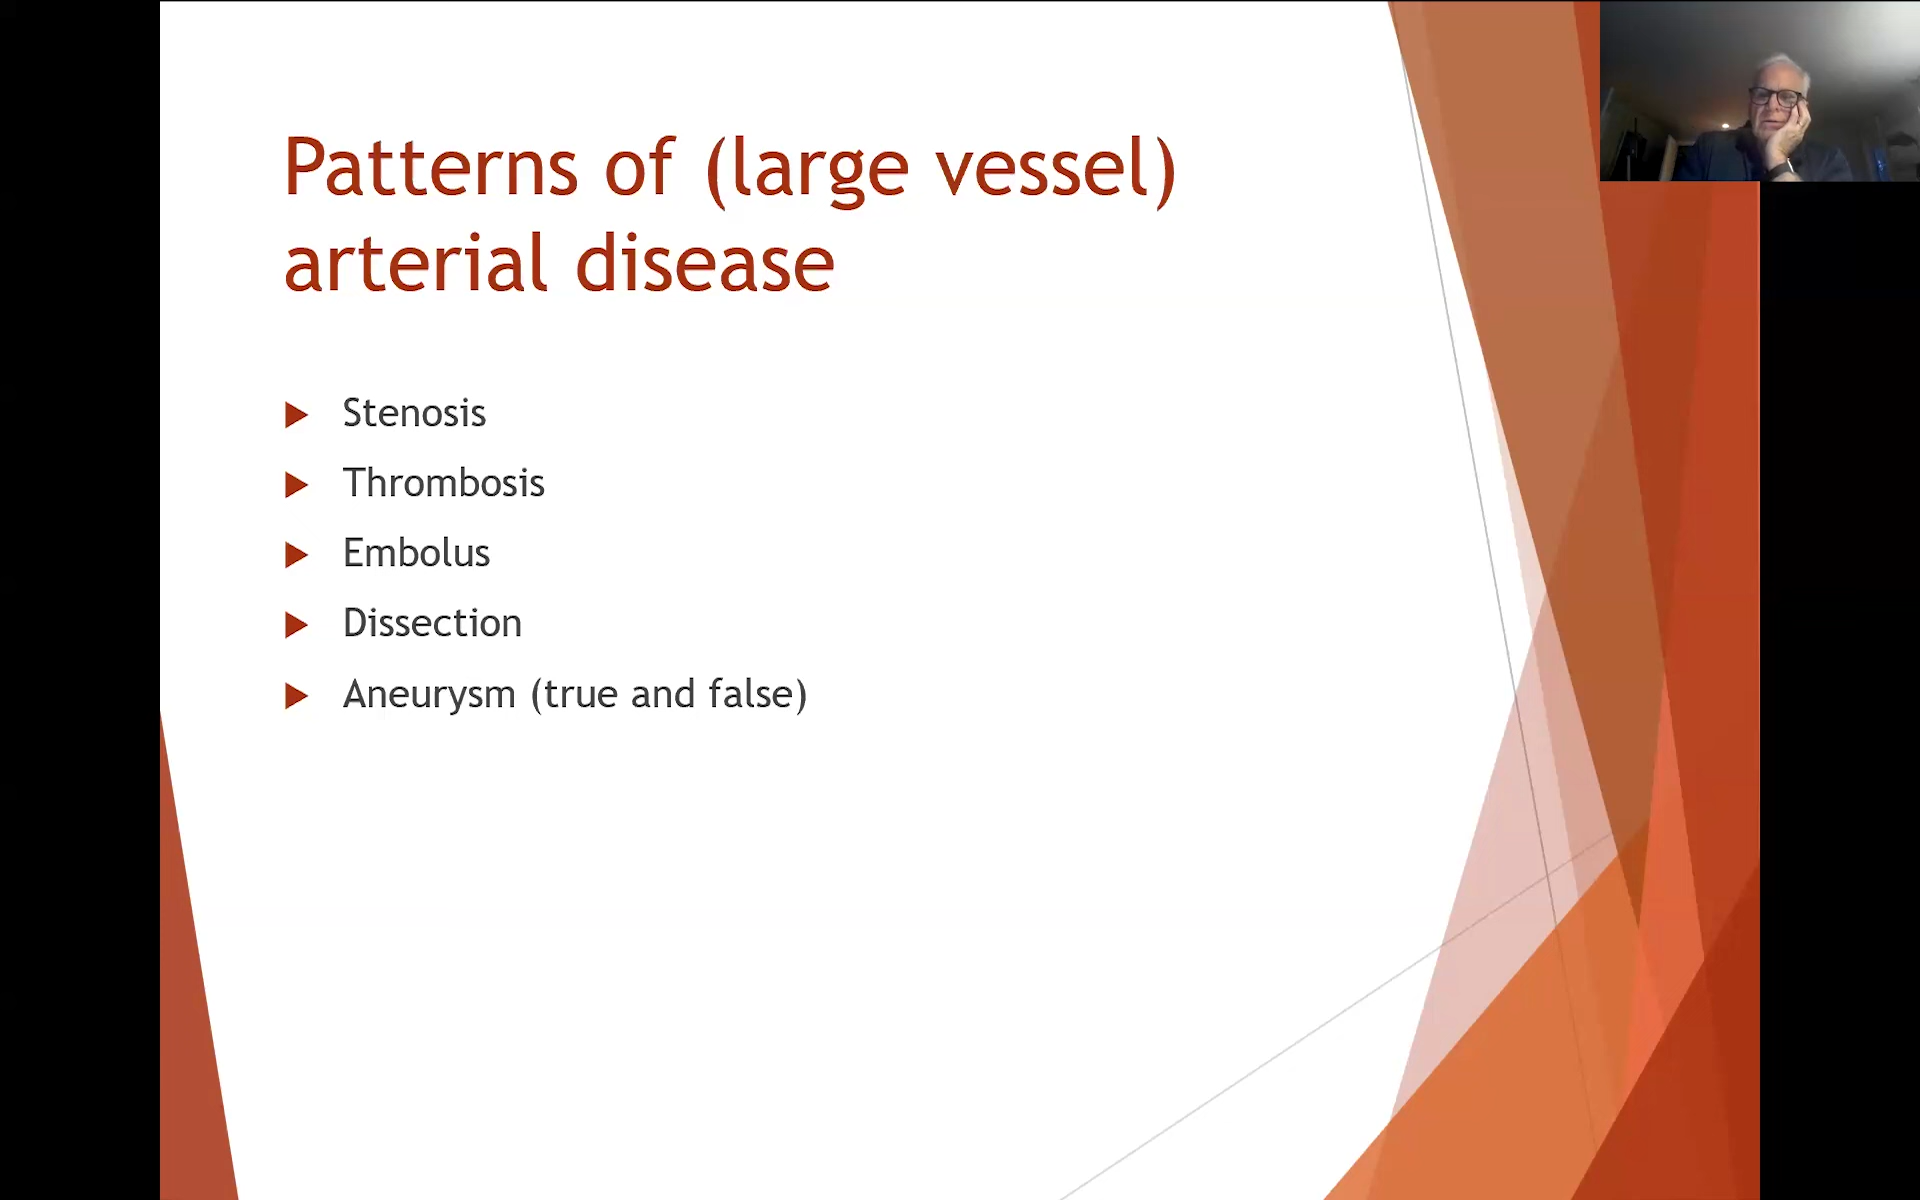 Patterns of (large vessel)
arterial disease
Stenosis
Thrombosis
Embolus
Dissection
Aneurysm (true and false)